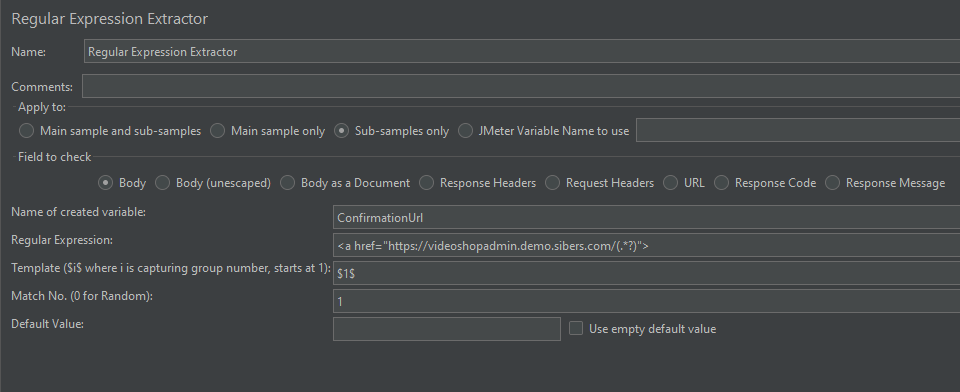 Regular Expression Extractor
Name: Regular Expression Extractor
Comments:
Apply to:
Main sample and sub-samples Main sample only Sub-samples only JMeter Variable Name to use
Field to check
Body Body (unescaped) Body as a Document Response Headers Request Headers URL Response Code Response Message
Name of created variable: ConfirmationUrl
Regular Expression: <a href="https://videoshopadmin.demo.sibers.com/(.*?)">
Template ($i$ where i is capturing group number, starts at 1): $1$
Match No. (0 for Random): 1
Default Value: Use empty default value